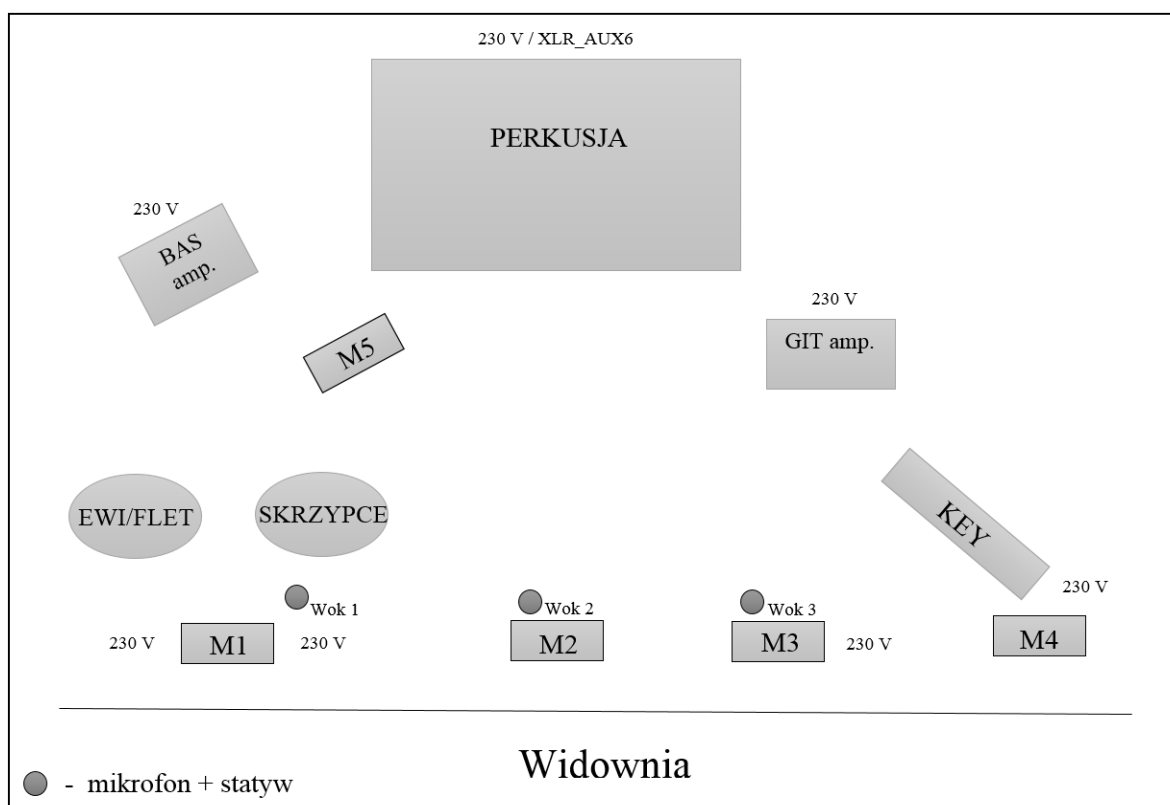 230 V / XLR_AUX6
PERKUSJA
230 V
BAS
amp.
230 V
GIT amp.
M5
EWI/FLET
SKRZYPCE
KEY
230 V
Wok 1
Wok 2
Wok 3
230 V
M1
230 V
M2
M3
230 V
M4
Widownia
- mikrofon + statyw